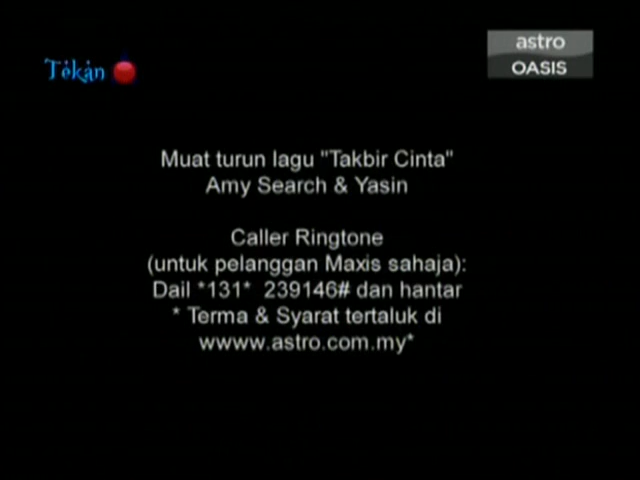 astro
Tekan
OASIS
Muat turun lagu "Takbir Cinta"
Amy Search & Yasin
Caller Ringtone
(untuk pelanggan Maxis sahaja):
Dail *131* 239146# dan hantar
* Terma & Syarat tertaluk di
wwww.astro.com.my*